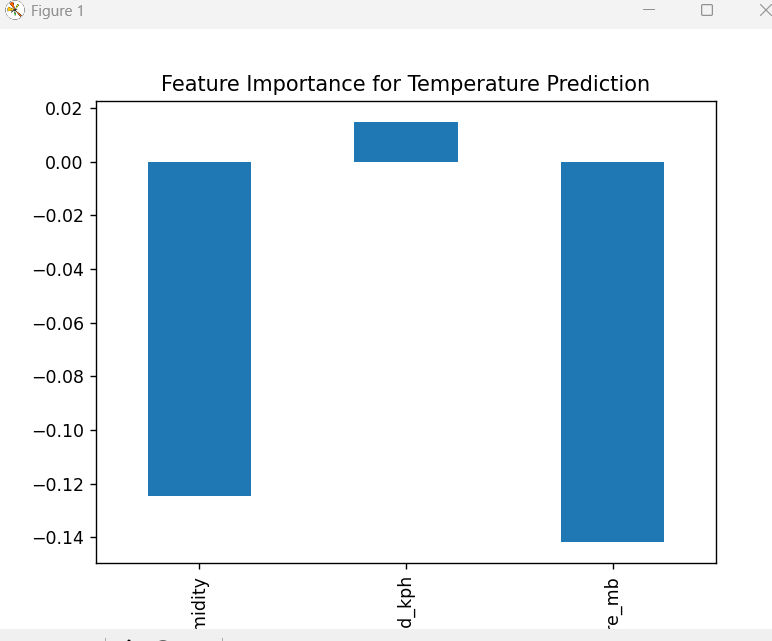 Figure 1
Feature Importance for Temperature Prediction
0.02
0.00
−0.02
−0.04
−0.06
−0.08
−0.10
−0.12
−0.14
midity
d_kph
re_mb